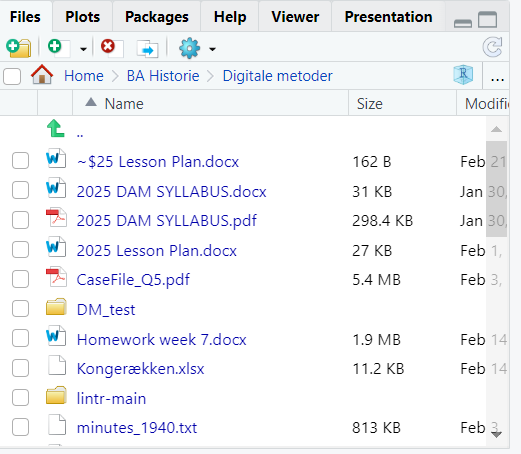 Files Plots Packages Help Viewer Presentation
Home BA Historie Digitale metoder R ...
Name Size Modifie
..
~$25 Lesson Plan.docx 162 B Feb 21
2025 DAM SYLLABUS.docx 31 KB Jan 30,
2025 DAM SYLLABUS.pdf 298.4 KB Jan 30,
2025 Lesson Plan.docx 27 KB Feb 1,
CaseFile_Q5.pdf 5.4 MB Feb 3,
DM_test
Homework week 7.docx 1.9 MB Feb 14
Kongerækken.xlsx 11.2 KB Feb 14
lintr-main
minutes_1940.txt 813 KB Feb 3,